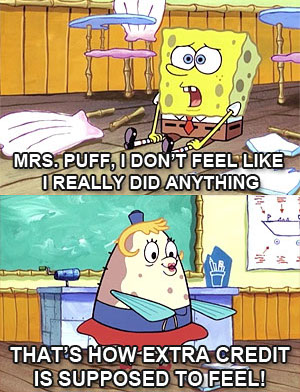 MRS. PUFF, I DON'T FEEL LIKE
I REALLY DID ANYTHING
THAT'S HOW EXTRA CREDIT
IS SUPPOSED TO FEEL!